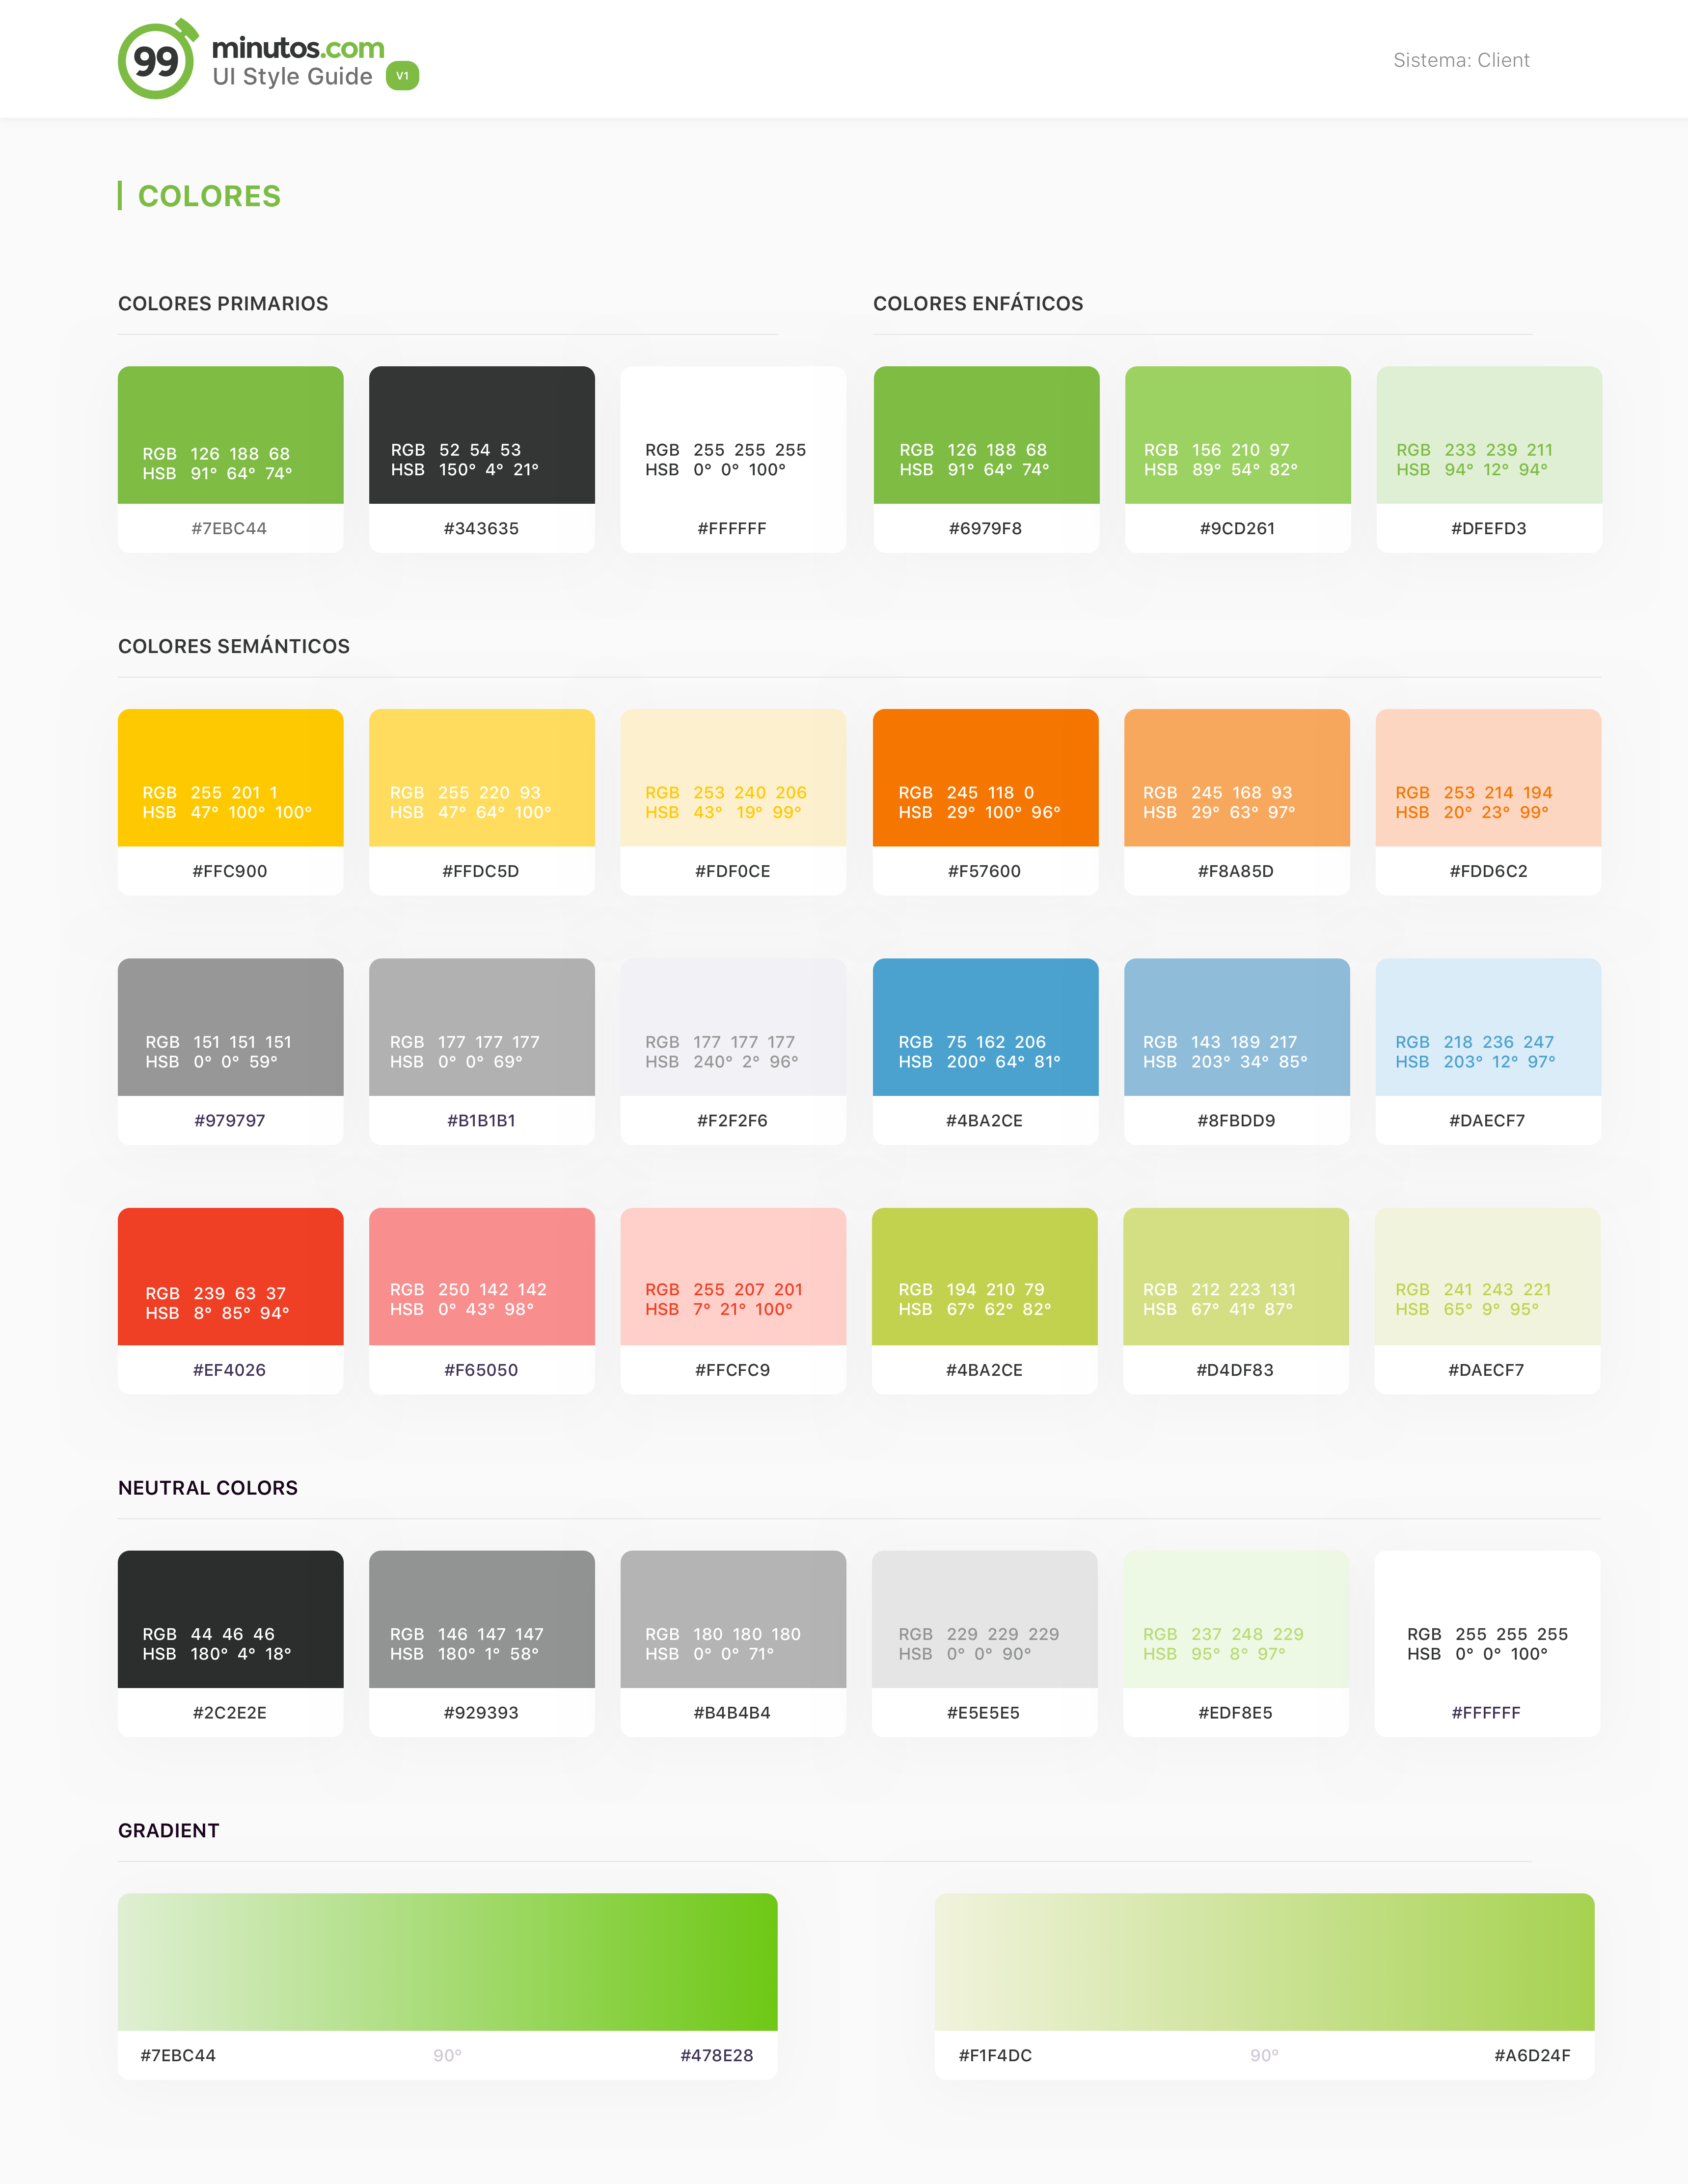 99
minutos.com
UI Style Guide V1
Sistema: Client
COLORES
COLORES PRIMARIOS
RGB 126 188 68
HSB 91° 64° 74°
#7EBC44
RGB 52 54 53
HSB 150° 4° 21°
#343635
RGB 255 255 255
HSB 0° 0° 100°
#FFFFFF
COLORES ENFÁTICOS
RGB 126 188 68
HSB 91° 64° 74°
#6979F8
RGB 156 210 97
HSB 89° 54° 82°
#9CD261
RGB 233 239 211
HSB 94° 12° 94°
#DFEFD3
COLORES SEMÁNTICOS
RGB 255 201 1
HSB 47° 100° 100°
#FFC900
RGB 255 220 93
HSB 47° 64° 100°
#FFDC5D
RGB 253 240 206
HSB 43° 19° 99°
#FDF0CE
RGB 245 118 0
HSB 29° 100° 96°
#F57600
RGB 245 168 93
HSB 29° 63° 97°
#F8A85D
RGB 253 214 194
HSB 20° 23° 99°
#FDD6C2
RGB 151 151 151
HSB 0° 0° 59°
#979797
RGB 177 177 177
HSB 0° 0° 69°
#B1B1B1
RGB 177 177 177
HSB 240° 2° 96°
#F2F2F6
RGB 75 162 206
HSB 200° 64° 81°
#4BA2CE
RGB 143 189 217
HSB 203° 34° 85°
#8FBDD9
RGB 218 236 247
HSB 203° 12° 97°
#DAECF7
RGB 239 63 37
HSB 8° 85° 94°
#EF4026
RGB 250 142 142
HSB 0° 43° 98°
#F65050
RGB 255 207 201
HSB 7° 21° 100°
#FFCFC9
RGB 194 210 79
HSB 67° 62° 82°
#4BA2CE
RGB 212 223 131
HSB 67° 41° 87°
#D4DF83
RGB 241 243 221
HSB 65° 9° 95°
#DAECF7
NEUTRAL COLORS
RGB 44 46 46
HSB 180° 4° 18°
#2C2E2E
RGB 146 147 147
HSB 180° 1° 58°
#929393
RGB 180 180 180
HSB 0° 0° 71°
#B4B4B4
RGB 229 229 229
HSB 0° 0° 90°
#E5E5E5
RGB 237 248 229
HSB 95° 8° 97°
#EDF8E5
RGB 255 255 255
HSB 0° 0° 100°
#FFFFFF
GRADIENT
#7EBC44 90° #478E28
#F1F4DC 90° #A6D24F